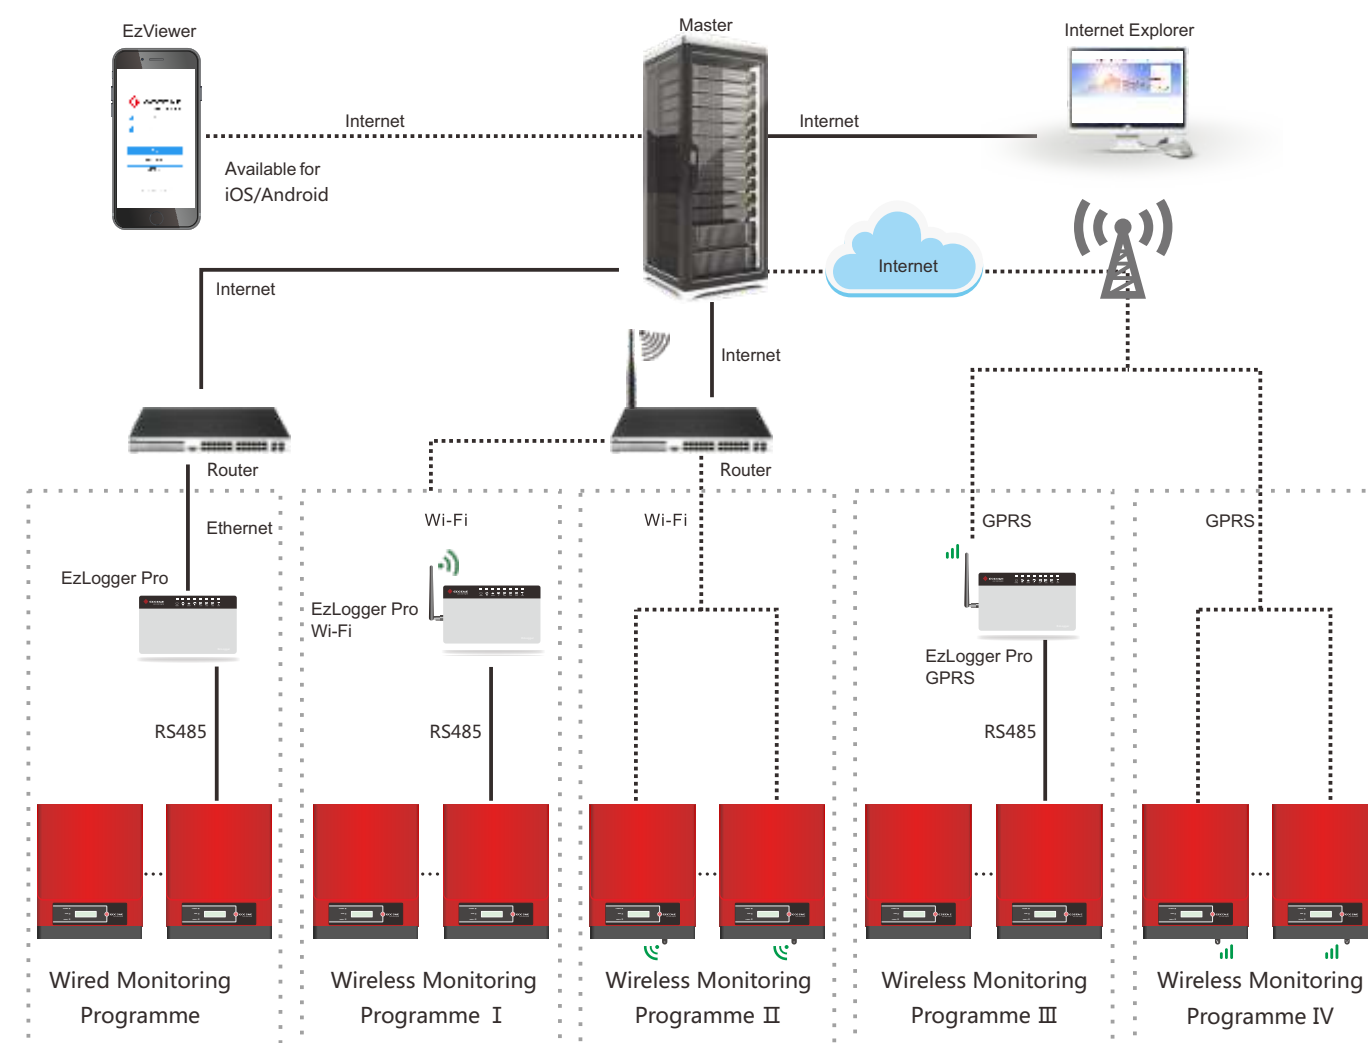 EzViewer
Master
Internet Explorer
Internet
Internet
Available for
iOS/Android
Internet
Internet
Internet
Router
Router
Ethernet
Wi-Fi
Wi-Fi
GPRS
GPRS
EzLogger Pro
EzLogger Pro
Wi-Fi
EzLogger Pro
GPRS
RS485
RS485
RS485
Wired Monitoring
Programme
Wireless Monitoring
Programme Ⅰ
Wireless Monitoring
Programme Ⅱ
Wireless Monitoring
Programme Ⅲ
Wireless Monitoring
Programme IV